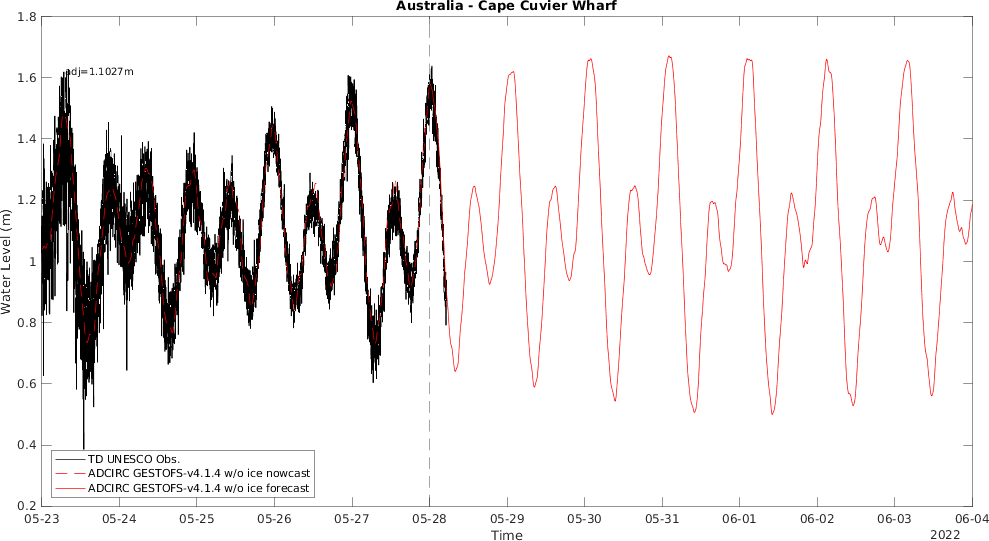 Australia - Cape Cuvier Wharf
1.8
1.6
1.4
1.2
1
0.8
0.6
0.4
0.2
Water Level (m)
adj=1.1027m
TD UNESCO Obs.
ADCIRC GESTOFS-v4.1.4 w/o ice nowcast
ADCIRC GESTOFS-v4.1.4 w/o ice forecast
05-23 05-24 05-25 05-26 05-27 05-28 05-29 05-30 05-31 06-01 06-02 06-03 06-04
Time
2022